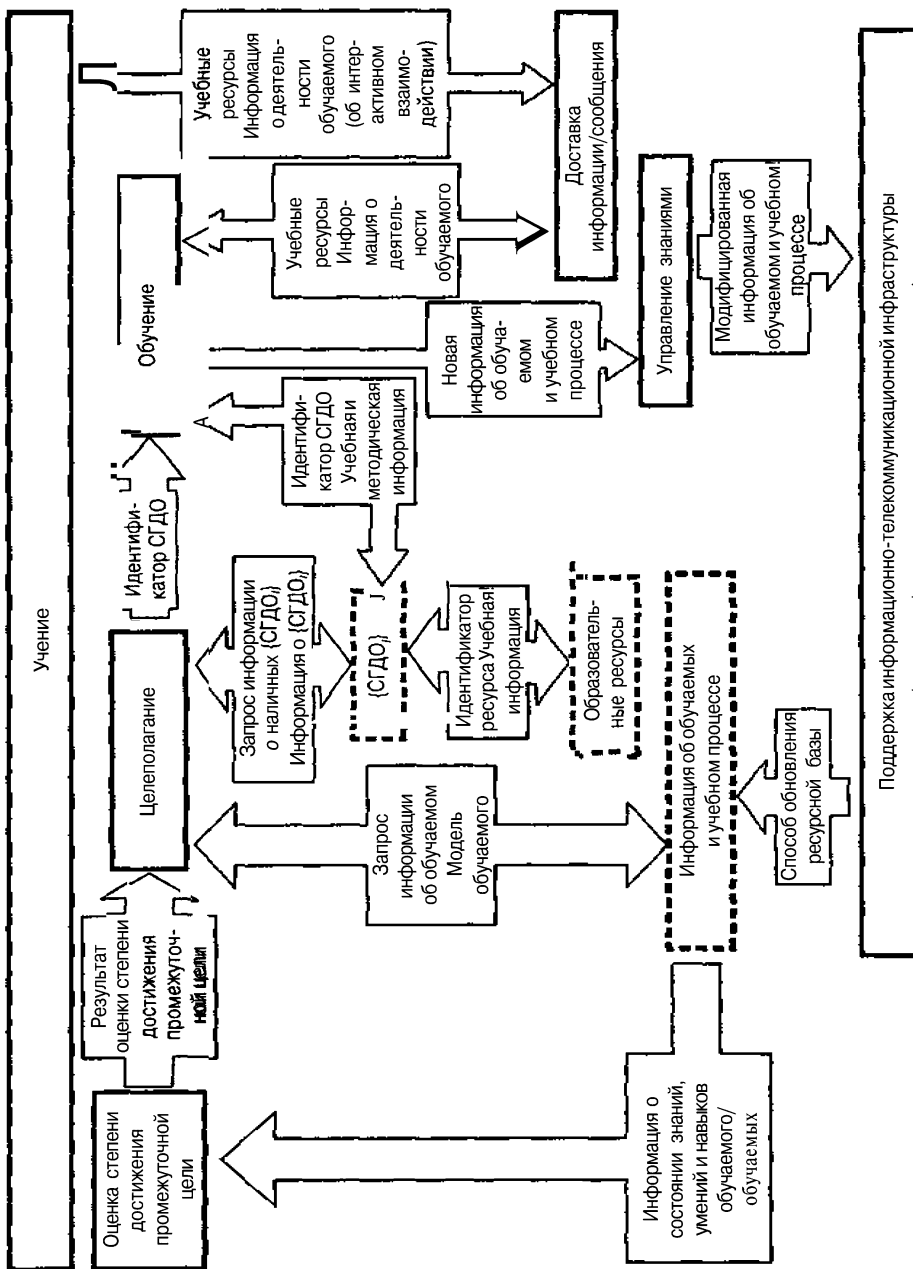 Учение
Оценка степени
достижения
промежуточной
цели
Результат
оценки степени
достижения
промежуточ-
ной цели
Целеполагание
Идентифи-
катор СГДО
Обучение
Учебные
ресурсы
Информация
о деятель-
ности
обучаемого
(об интер-
активном
взаимо-
действии)
Запрос информации
о наличных {СГДОj}
Информация о {СГДОj}
Идентифи-
катор СГДО
Учебная и
методическая
информация
Учебные
ресурсы
Инфор-
мация о
деятель-
ности
обучаемого
{СГДОj}
Запрос
информации
об обучаемом
Модель
обучаемого
Идентификатор
ресурса Учебная
информация
Новая
информация
об обуча-
емом
и учебном
процессе
Доставка
информации/сообщения
Образователь-
ные ресурсы
Управление знаниями
Информация о
состоянии знаний,
умений и навыков
обучаемого/
обучаемых
Информация об обучаемых
и учебном процессе
Способ обновления
ресурсной базы
Модифицированная
информация об
обучаемом и учебном
процессе
Поддержка информационно-телекоммуникационной инфраструктуры